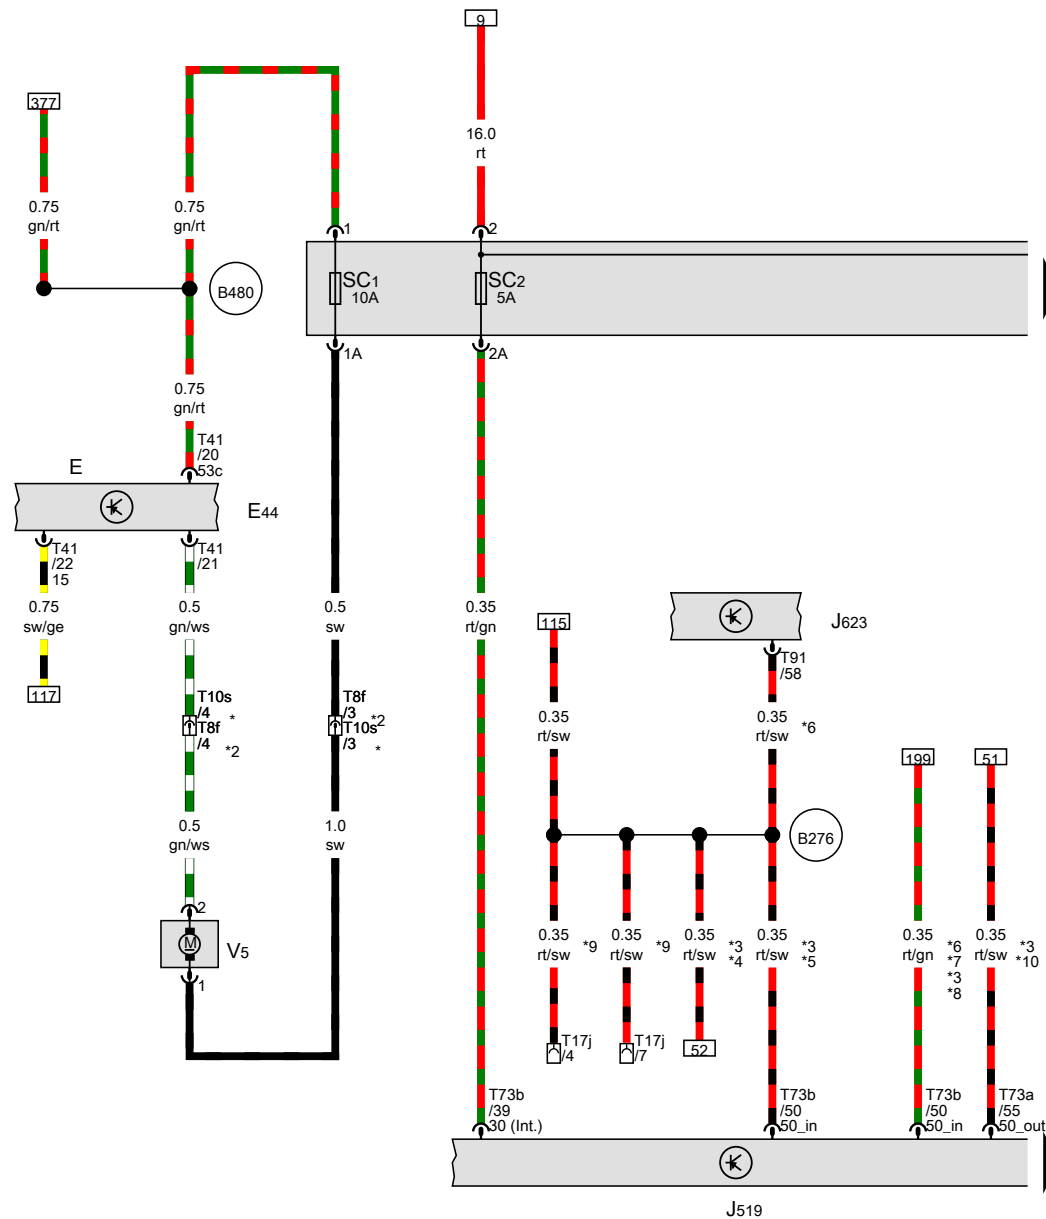 9
377
16.0
rt
0.75
gn/rt
0.75
gn/rt
1
2
B480
SC1
10A
SC2
5A
1A
2A
0.75
gn/rt
T41
/20
53c
E
E44
T41
/22
15
T41
/21
0.75
sw/ge
0.5
gn/ws
0.5
sw
0.35
rt/gn
115
J623
T91
/58
117
T10s
/4
*
T8f
/4
*2
T8f
/3
*2
T10s
/3
*
0.35
rt/sw
0.35
rt/sw
*6
199
51
0.5
gn/ws
1.0
sw
B276
2
M
V5
1
0.35
rt/sw
*9
0.35
rt/sw
*9
0.35
rt/sw
*3
*4
0.35
rt/sw
*3
*5
0.35
rt/gn
*6
*7
*3
*8
0.35
rt/sw
*3
*10
T17j
/4
T17j
/7
52
T73b
/39
30 (Int.)
T73b
/50
50_in
T73b
/50
50_in
T73a
/55
50_out
J519